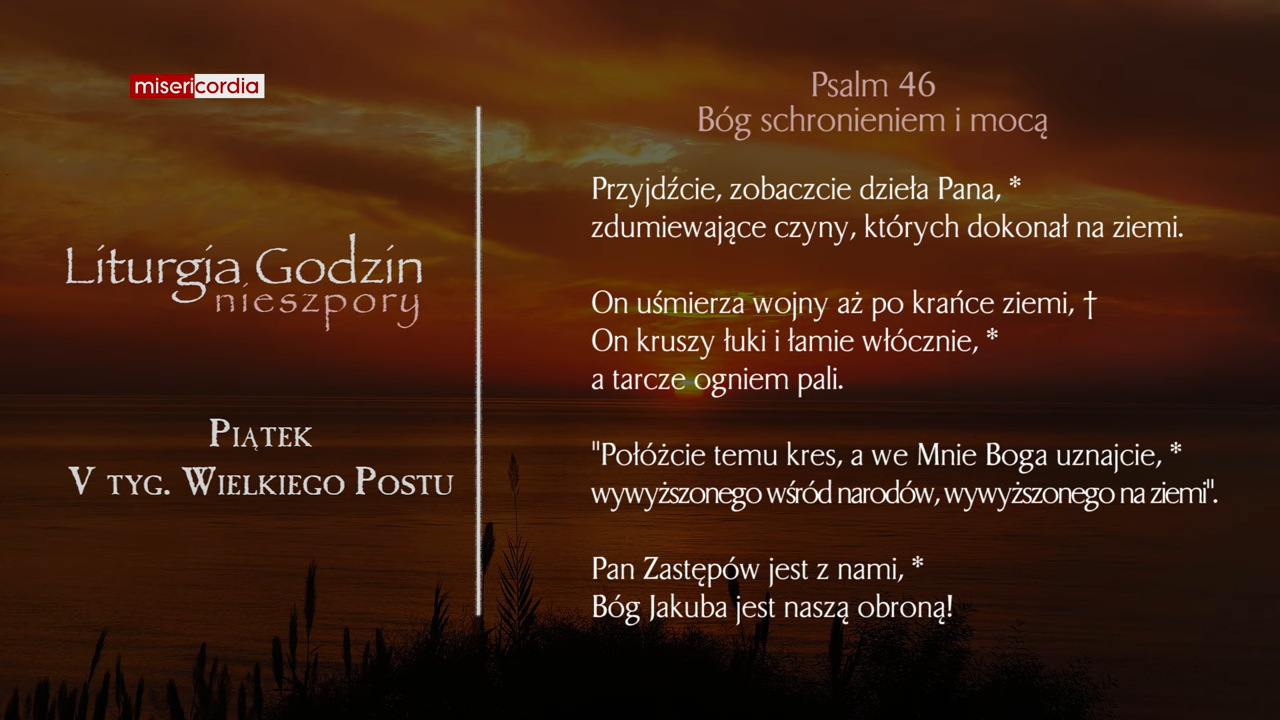 misericordia
Liturgia Godzin
nieszpory
Piątek
V tyg. Wielkiego Postu
Psalm 46
Bóg schronieniem i mocą
Przyjdźcie, zobaczcie dzieła Pana, *
zdumiewające czyny, których dokonał na ziemi.
On uśmierza wojny aż po krańce ziemi, †
On kruszy łuki i łamie włócznie, *
a tarcze ogniem pali.
"Połóżcie temu kres, a we Mnie Boga uznajcie, *
wywyższonego wśród narodów, wywyższonego na ziemi".
Pan Zastępów jest z nami, *
Bóg Jakuba jest naszą obroną!